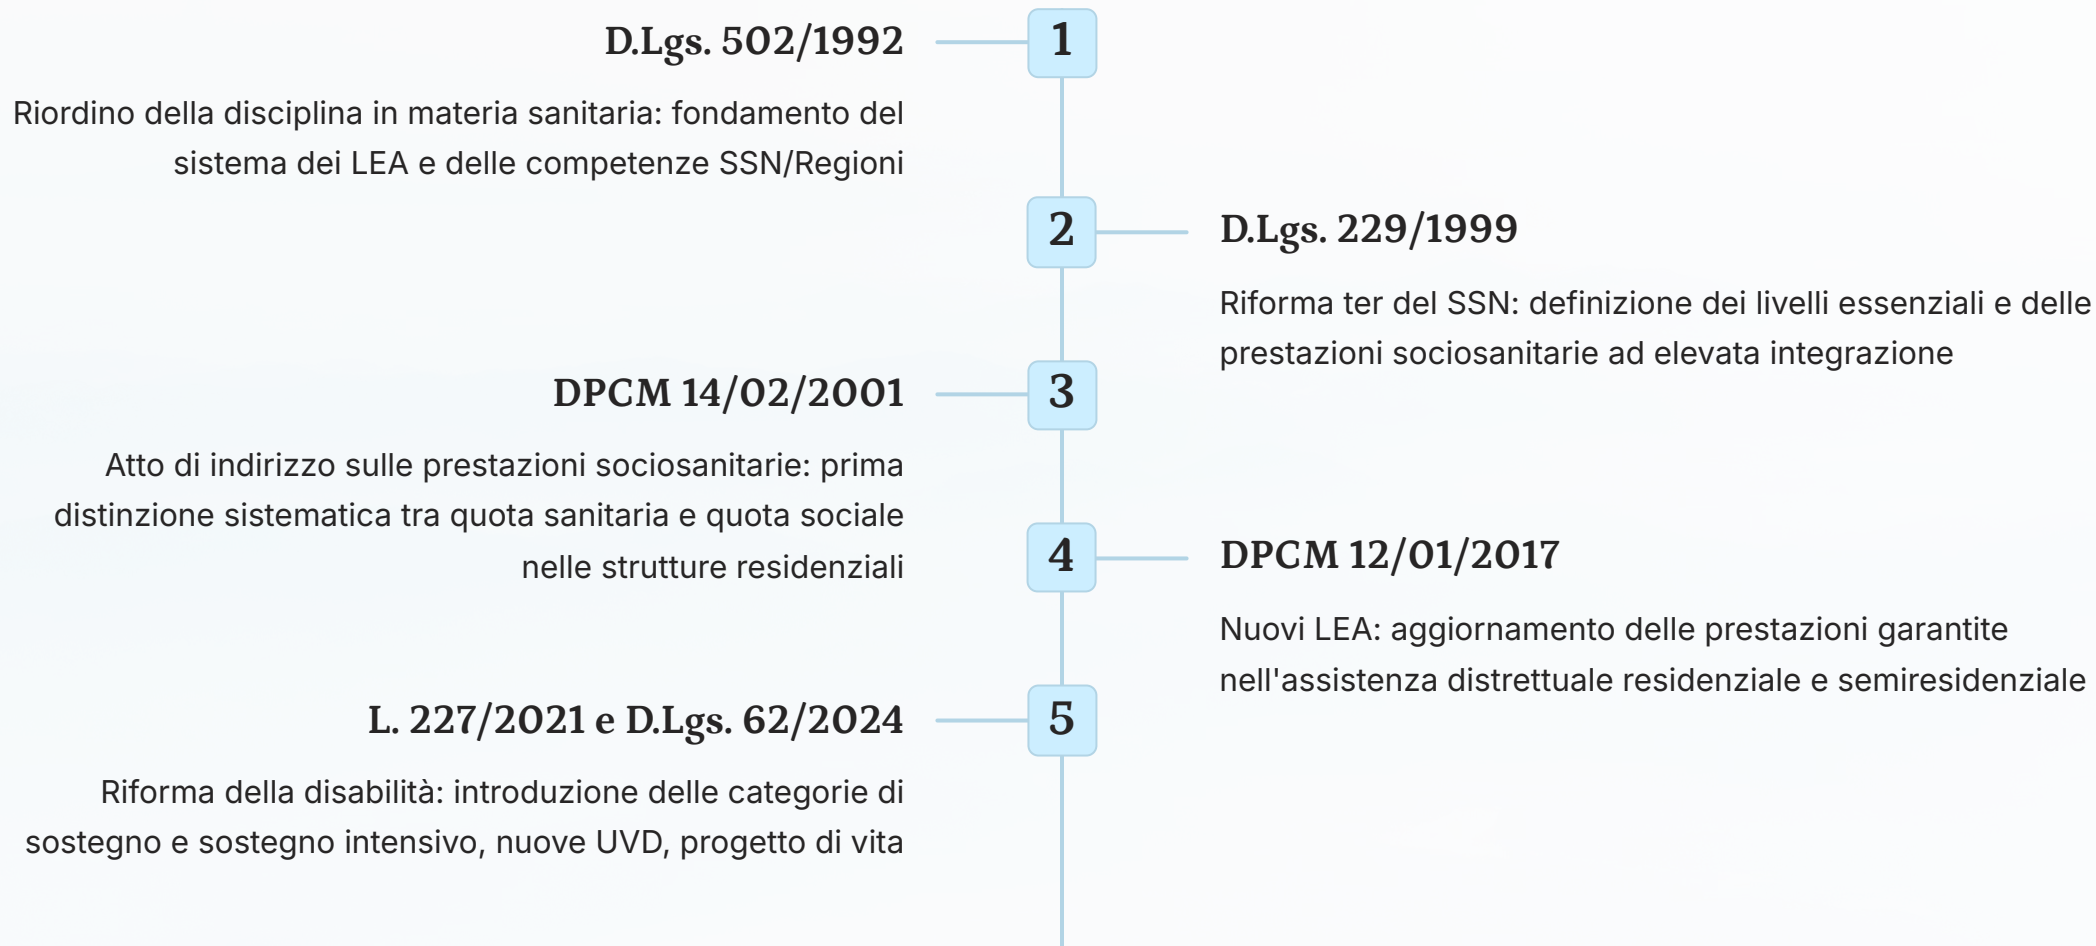 D.Lgs. 502/1992
1
Riordino della disciplina in materia sanitaria: fondamento del
sistema dei LEA e delle competenze SSN/Regioni
2
D.Lgs. 229/1999
Riforma ter del SSN: definizione dei livelli essenziali e delle
prestazioni sociosanitarie ad elevata integrazione
DPCM 14/02/2001
3
Atto di indirizzo sulle prestazioni sociosanitarie: prima
distinzione sistematica tra quota sanitaria e quota sociale
nelle strutture residenziali
4
DPCM 12/01/2017
Nuovi LEA: aggiornamento delle prestazioni garantite
nell'assistenza distrettuale residenziale e semiresidenziale
L. 227/2021 e D.Lgs. 62/2024
5
Riforma della disabilità: introduzione delle categorie di
sostegno e sostegno intensivo, nuove UVD, progetto di vita